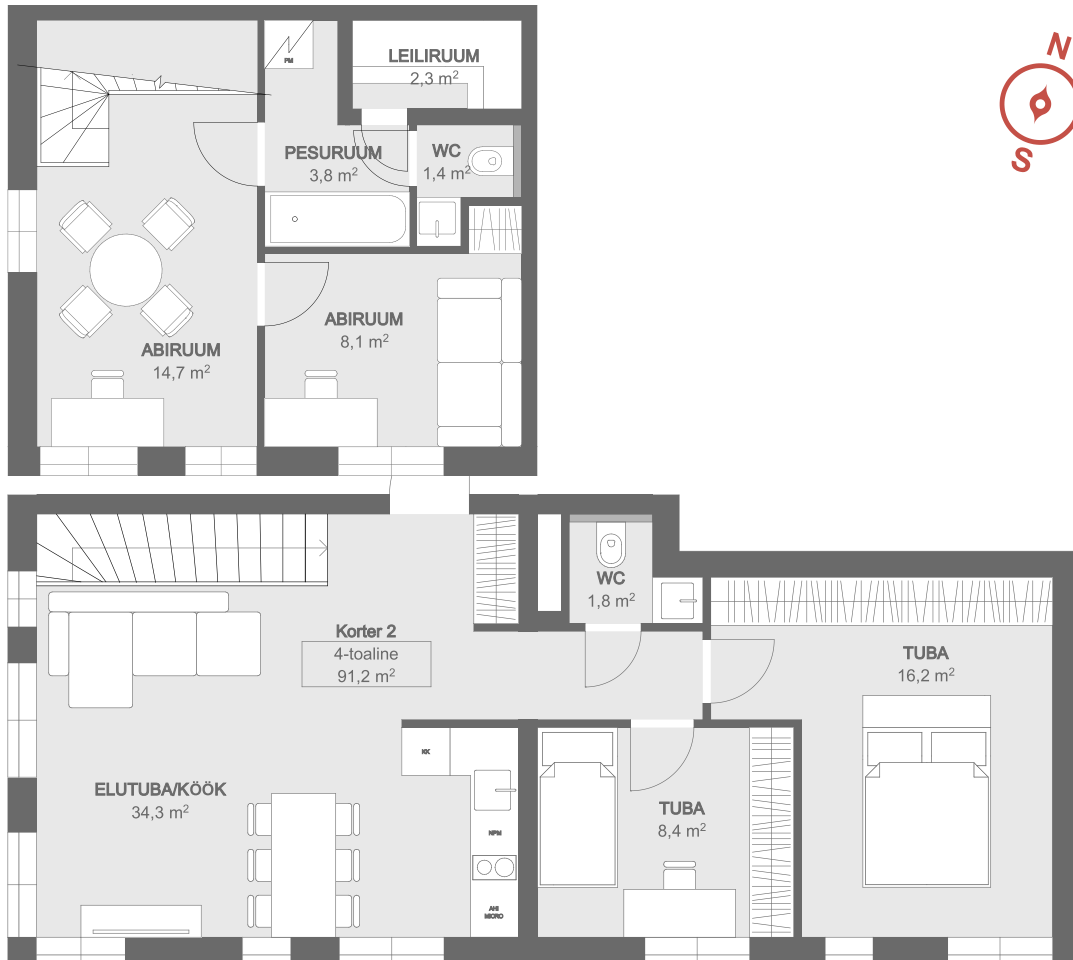 N
S
LEILIRUUM
2,3 m²
PM
PESURUUM
3,8 m²
WC
1,4 m²
ABIRUUM
8,1 m²
ABIRUUM
14,7 m²
WC
1,8 m²
Korter 2
4-toaline
91,2 m²
TUBA
16,2 m²
KK
ELUTUBA/KÖÖK
34,3 m²
TUBA
8,4 m²
NPM
AHI
MICRO